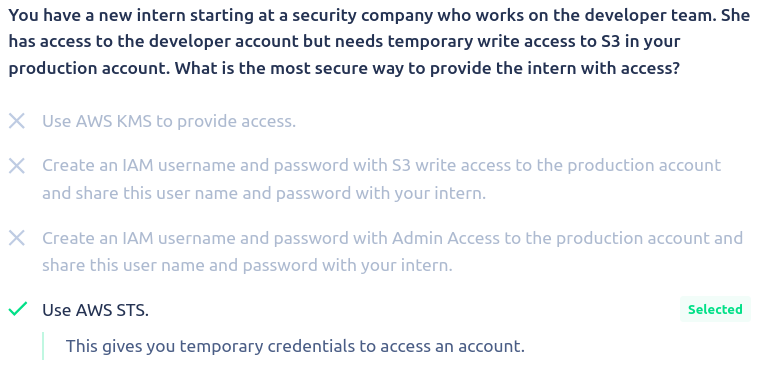 You have a new intern starting at a security company who works on the developer team. She
has access to the developer account but needs temporary write access to S3 in your
production account. What is the most secure way to provide the intern with access?
Use AWS KMS to provide access.
Create an IAM username and password with S3 write access to the production account
and share this user name and password with your intern.
Create an IAM username and password with Admin Access to the production account and
share this user name and password with your intern.
Use AWS STS.
Selected
This gives you temporary credentials to access an account.